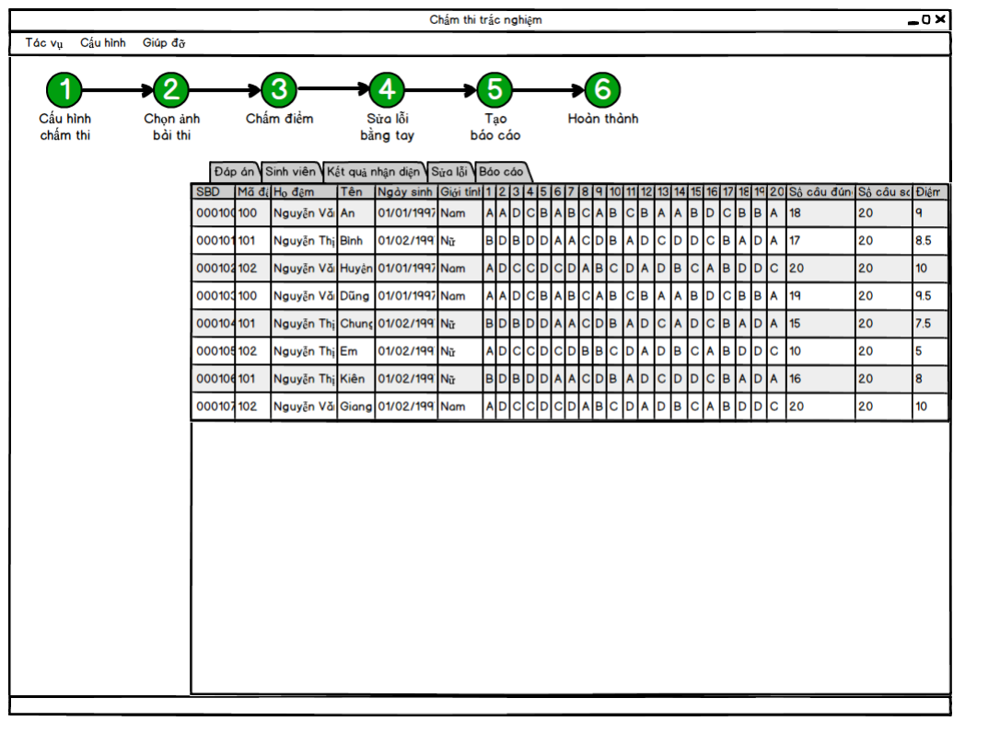 Chấm thi trắc nghiệm
Tác vụ Cấu hình Giúp đỡ
1 2 3 4 5 6
Cấu hình chấm thi
Chọn ảnh bài thi
Chấm điểm
Sửa lỗi bằng tay
Tạo báo cáo
Hoàn thành
Đáp án Sinh viên Kết quả nhận diện Sửa lỗi Báo cáo
SBD Mã đ Họ đệm Tên Ngày sinh Giới tính 1 2 3 4 5 6 7 8 9 10 11 12 13 14 15 16 17 18 19 20 Số câu đún Số câu sc Điểm
000100 100 Nguyễn Vă An 01/01/1997 Nam A A D C B A B C A B C B A A B D C B B A 18 20 9
000101 101 Nguyễn Thị Bình 01/02/199 Nữ B D B D D A A C D B A D C D D C B A D A 17 20 8.5
000102 102 Nguyễn Vă Huyện 01/01/1997 Nam A D C C D C D A B C D A D B C A B D D C 20 20 10
000103 100 Nguyễn Vă Dũng 01/01/1997 Nam A A D C B A B C A B C B A A B D C B B A 19 20 9.5
000104 101 Nguyễn Thị Chung 01/02/199 Nữ B D B D D A A C D B A D C A D C B A D A 15 20 7.5
000105 102 Nguyễn Thị Em 01/02/199 Nữ A D C C D C D B B C D A D B C A B D D C 10 20 5
000106 101 Nguyễn Thị Kiên 01/02/199 Nữ B D B D D A A C D B A D C D D C B A D A 16 20 8
000107 102 Nguyễn Vă Giang 01/02/199 Nam A D C C D C D A B C D A D B C A B D D C 20 20 10